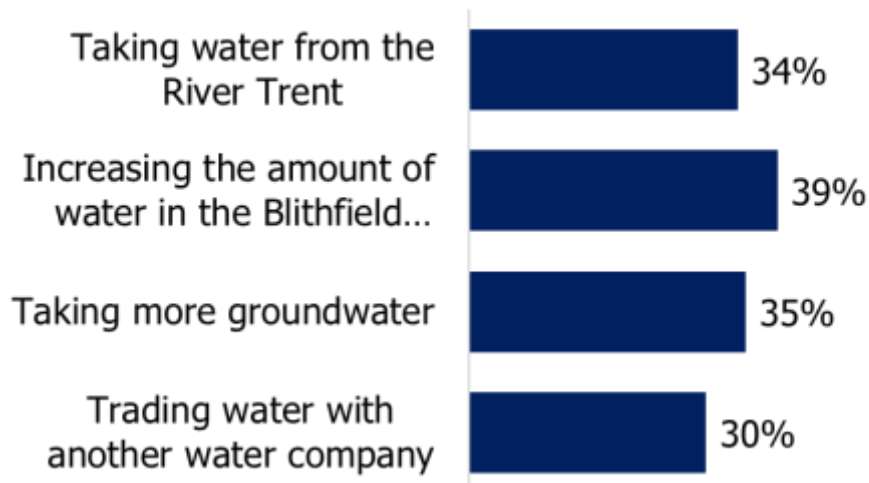 Taking water from the
River Trent
34%
Increasing the amount of
water in the Blithfield...
39%
Taking more groundwater
35%
Trading water with
another water company
30%